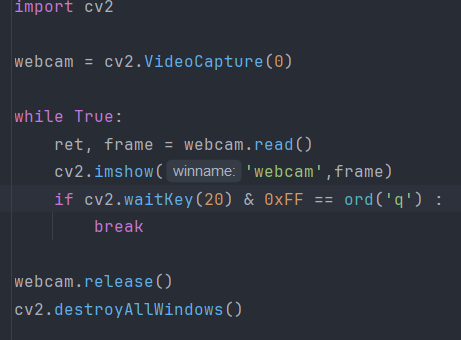 import cv2
webcam = cv2.VideoCapture(0)
while True:
    ret, frame = webcam.read()
    cv2.imshow( winname: 'webcam',frame)
    if cv2.waitKey(20) & 0xFF == ord('q') :
        break
webcam.release()
cv2.destroyAllWindows()